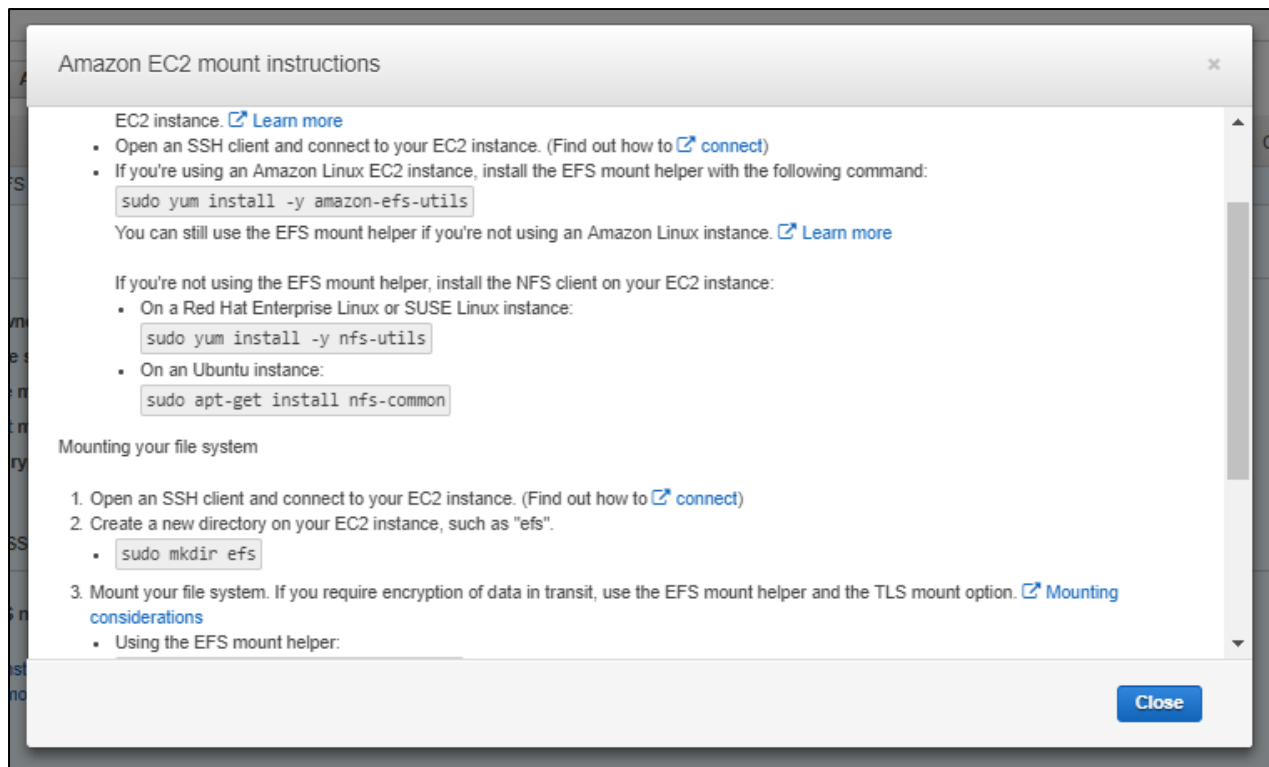 Amazon EC2 mount instructions
×
EC2 instance. Learn more
• Open an SSH client and connect to your EC2 instance. (Find out how to connect)
• If you're using an Amazon Linux EC2 instance, install the EFS mount helper with the following command:
sudo yum install -y amazon-efs-utils
You can still use the EFS mount helper if you're not using an Amazon Linux instance. Learn more
If you're not using the EFS mount helper, install the NFS client on your EC2 instance:
• On a Red Hat Enterprise Linux or SUSE Linux instance:
sudo yum install -y nfs-utils
• On an Ubuntu instance:
sudo apt-get install nfs-common
Mounting your file system
1. Open an SSH client and connect to your EC2 instance. (Find out how to connect)
2. Create a new directory on your EC2 instance, such as "efs".
• sudo mkdir efs
3. Mount your file system. If you require encryption of data in transit, use the EFS mount helper and the TLS mount option. Mounting
considerations
• Using the EFS mount helper:
Close